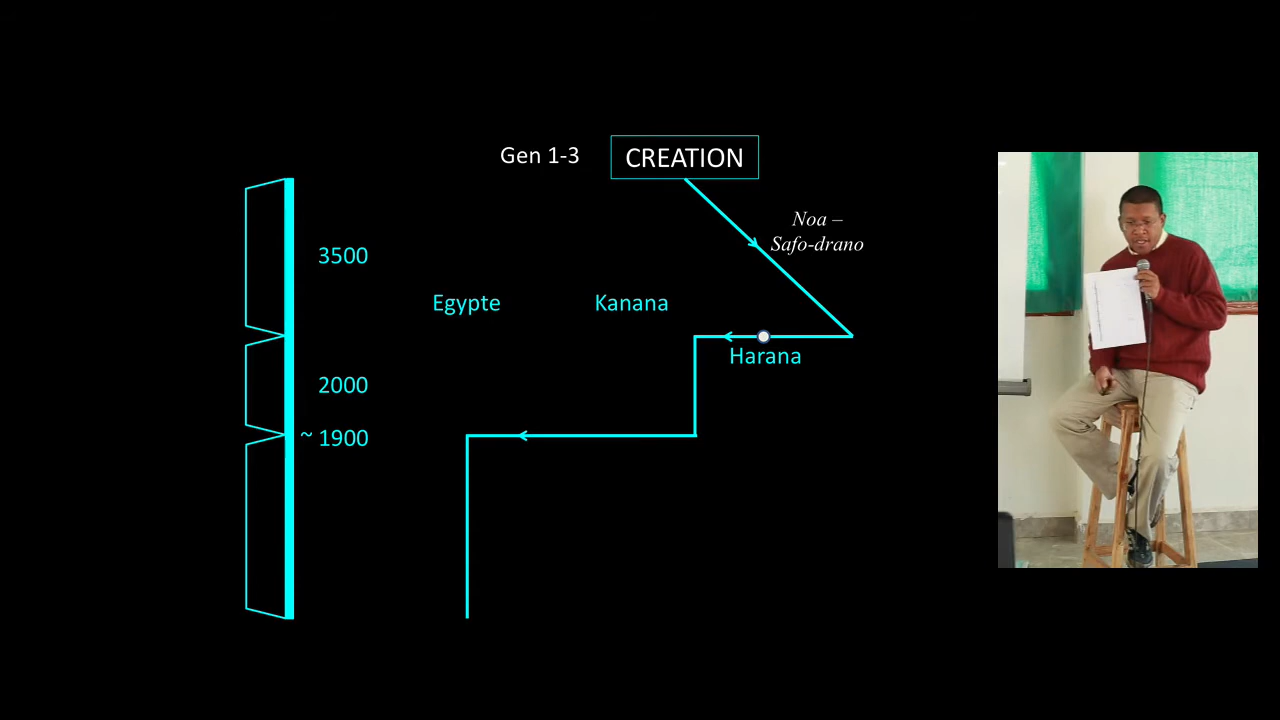 Gen 1-3
CREATION
Noa –
Safo-drano
3500
Egypte
Kanana
Harana
2000
~ 1900